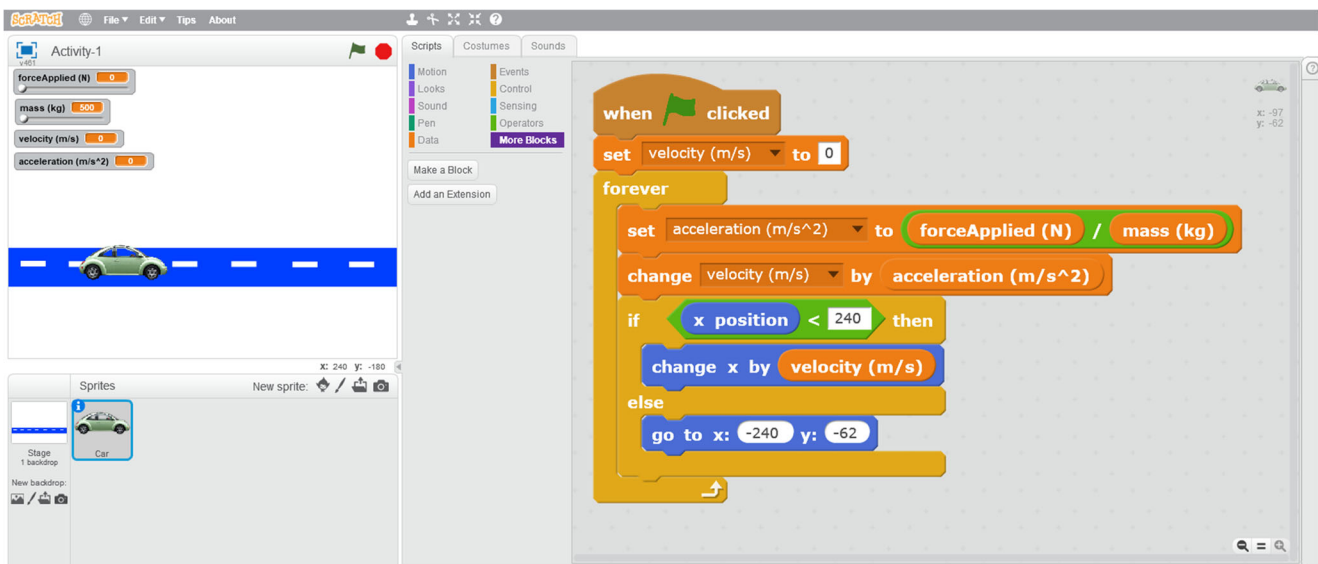 SCRATCH File Edit Tips About
Activity-1
v461
forceApplied (N) 0
mass (kg) 500
velocity (m/s) 0
acceleration (m/s^2) 0
X: 240 y: -180
Sprites New sprite:
Stage
1 backdrop
New backdrop:
Car
Scripts Costumes Sounds
Motion Events
Looks Control
Sound Sensing
Pen Operators
Data More Blocks
Make a Block
Add an Extension
when clicked
set velocity (m/s) to 0
forever
set acceleration (m/s^2) to forceApplied (N) / mass (kg)
change velocity (m/s) by acceleration (m/s^2)
if x position < 240 then
change x by velocity (m/s)
else
go to x: -240 y: -62
x: -97
y: -62